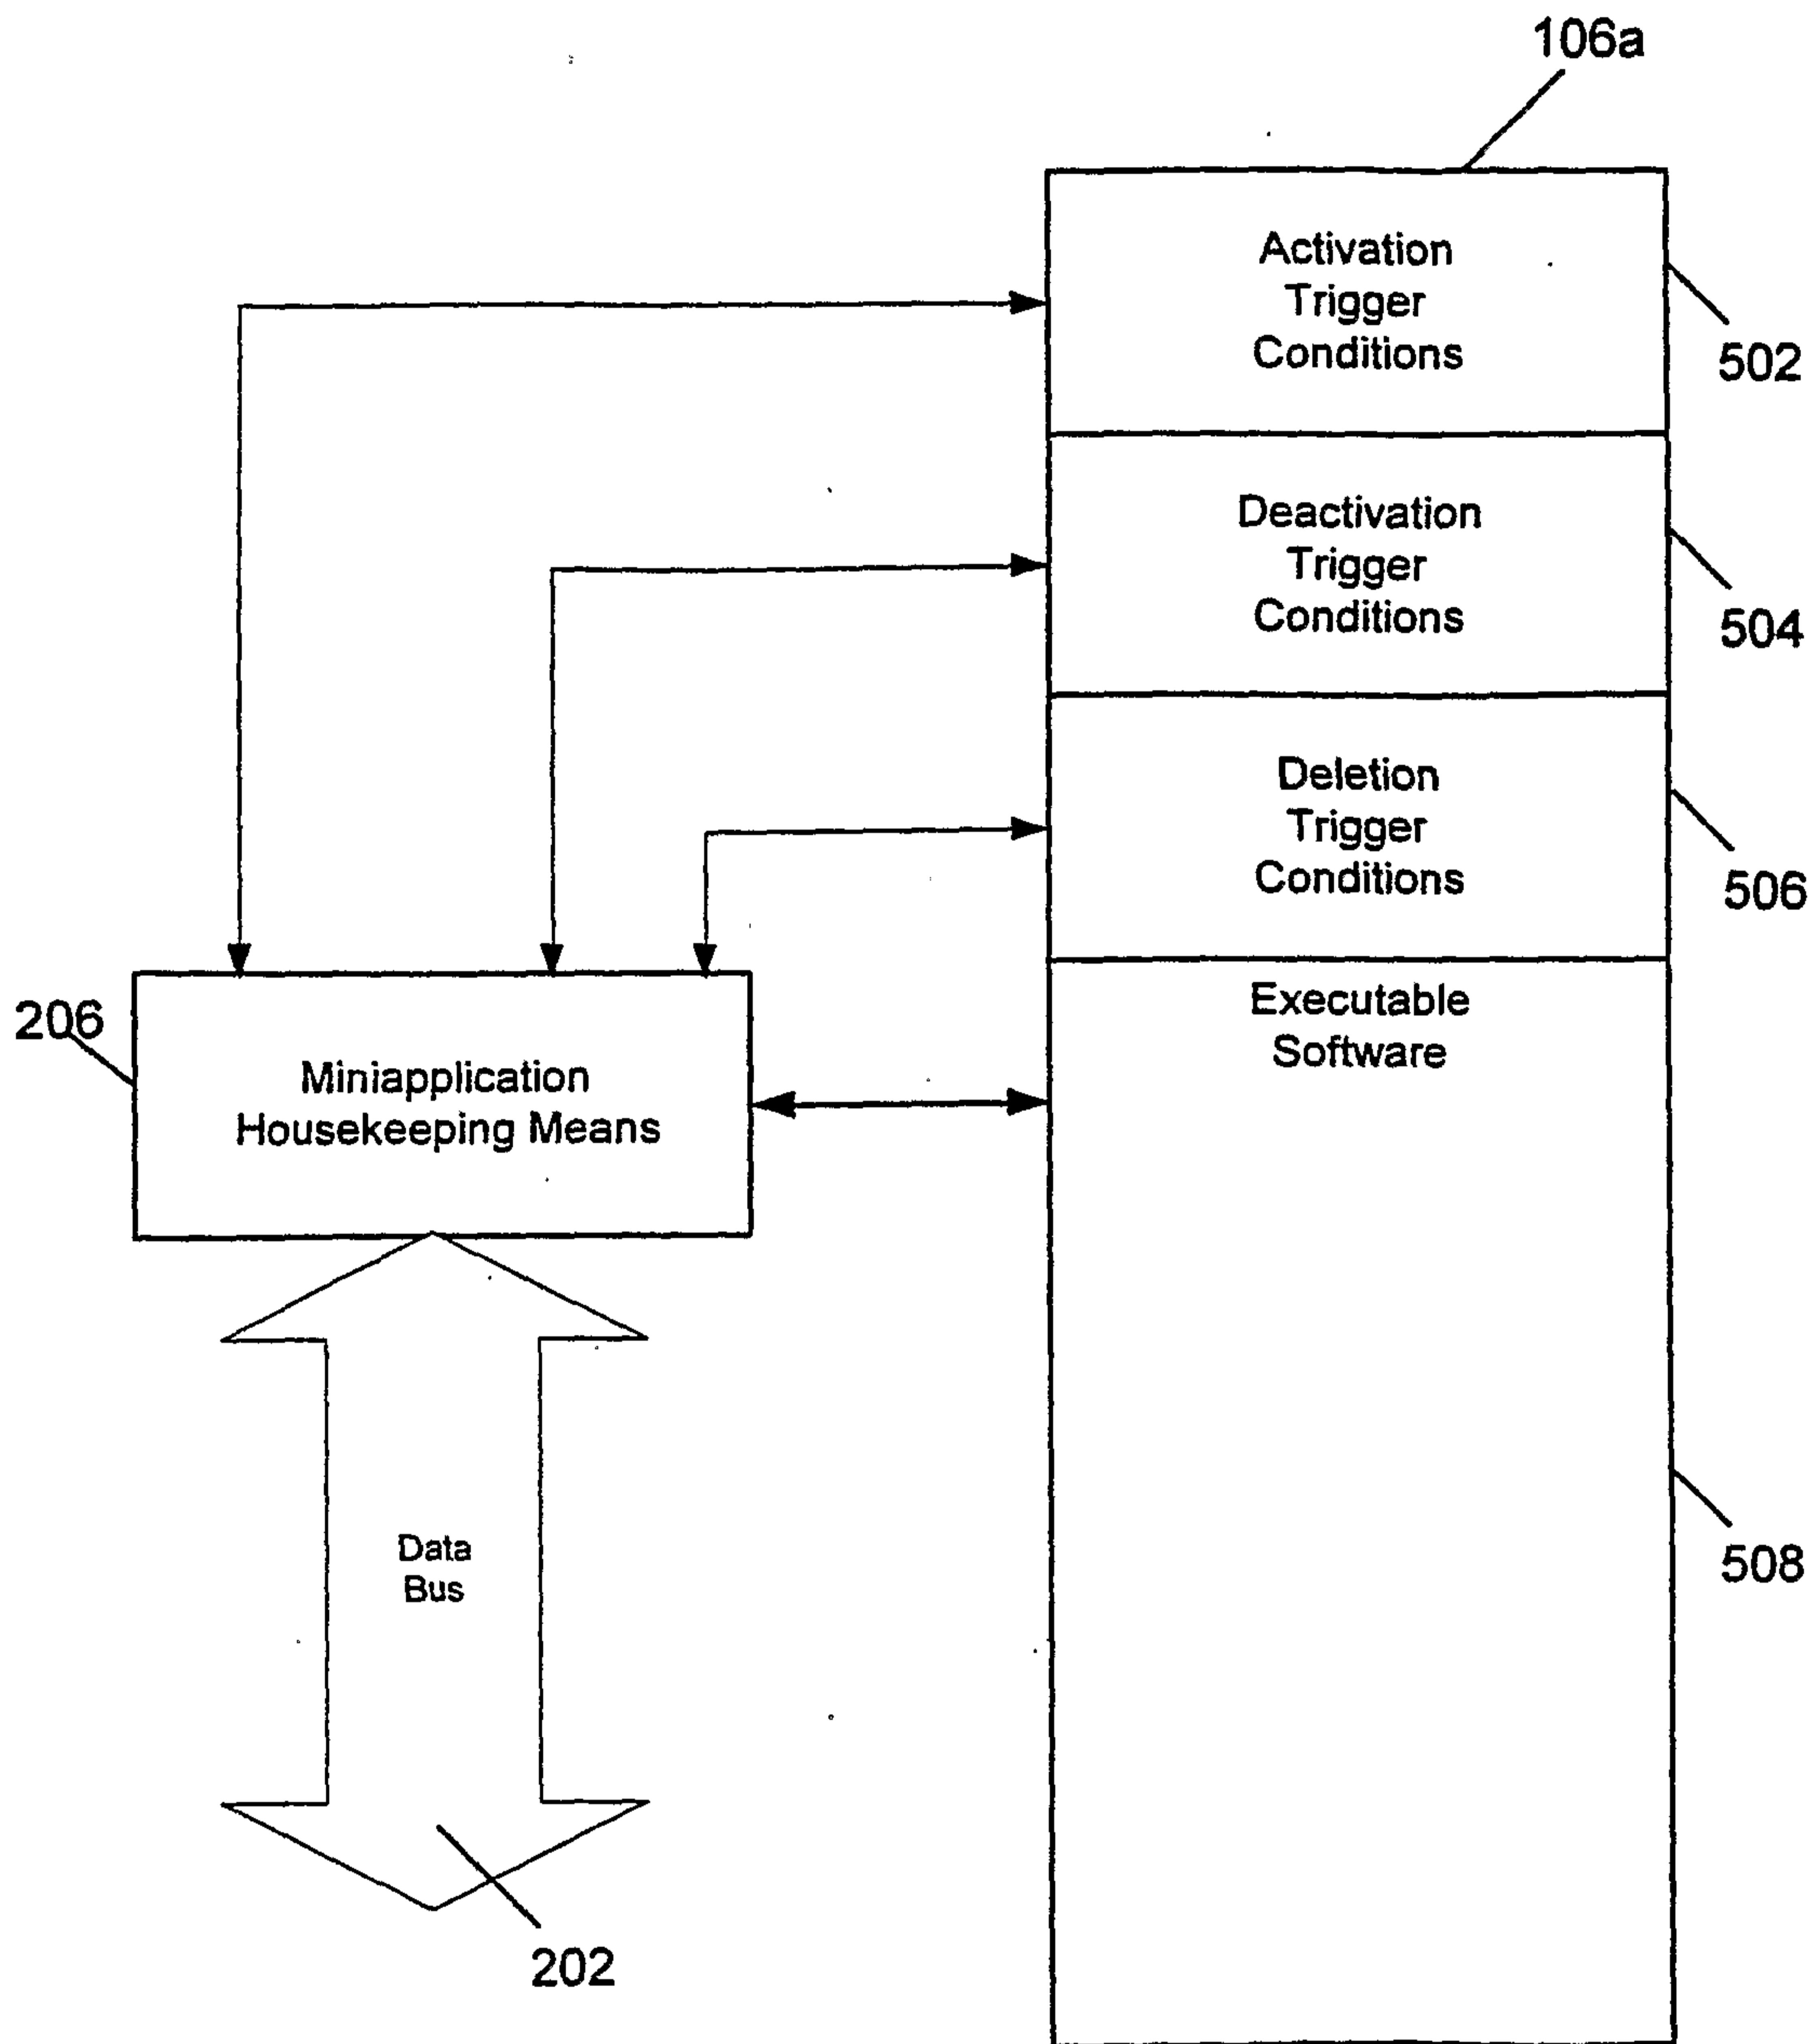 106a
Activation
Trigger
Conditions
502
Deactivation
Trigger
Conditions
504
Deletion
Trigger
Conditions
506
Executable
Software
206
Miniapplication
Housekeeping Means
Data
Bus
508
202